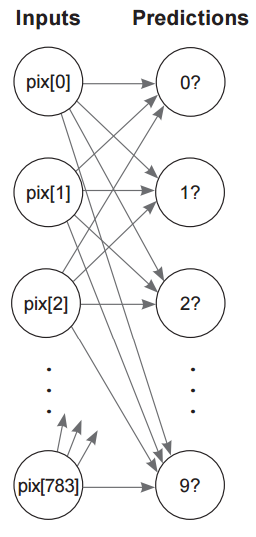 Inputs Predictions
pix[0] 0?
pix[1] 1?
pix[2] 2?
pix[783] 9?